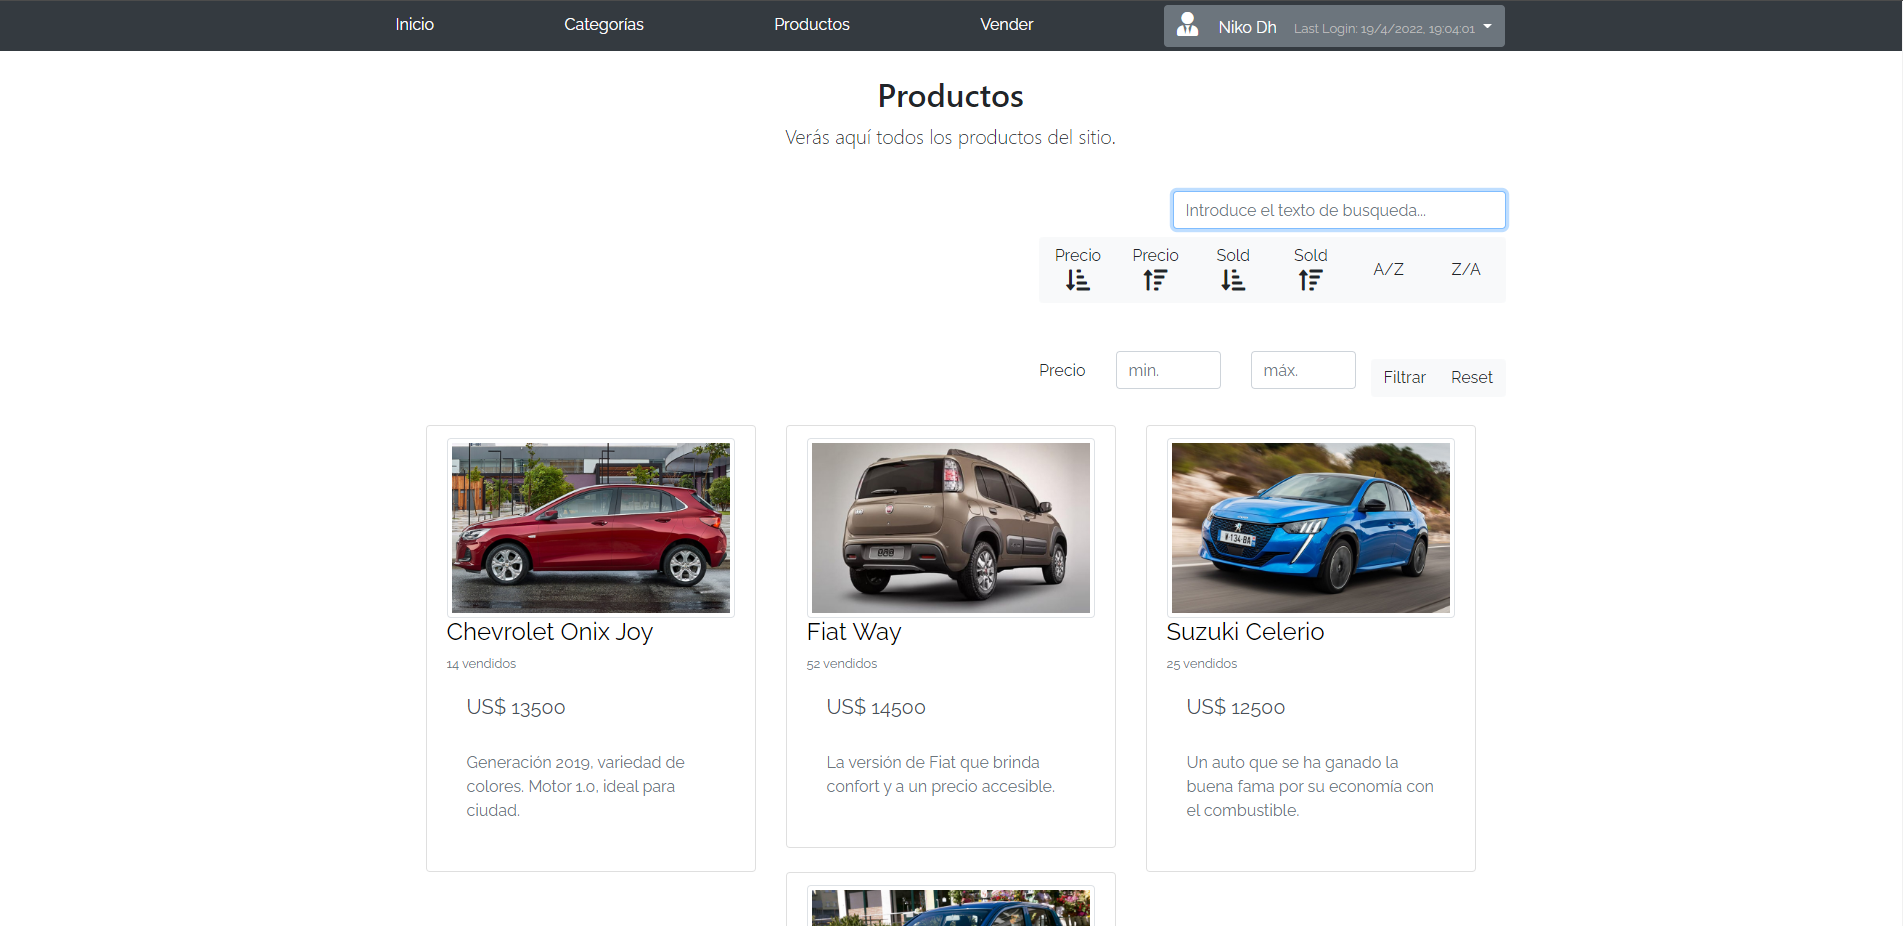 Inicio
Categorías
Productos
Vender
Niko Dh Last Login: 19/4/2022, 19:04:01
Productos
Verás aquí todos los productos del sitio.
Introduce el texto de busqueda...
Precio
Precio
Sold
Sold
A/Z
Z/A
Precio
min.
máx.
Filtrar
Reset
Chevrolet Onix Joy
14 vendidos
US$ 13500
Generación 2019, variedad de
colores. Motor 1.0, ideal para
ciudad.
Fiat Way
52 vendidos
US$ 14500
La versión de Fiat que brinda
confort y a un precio accesible.
W-134-BA
Suzuki Celerio
25 vendidos
US$ 12500
Un auto que se ha ganado la
buena fama por su economía con
el combustible.